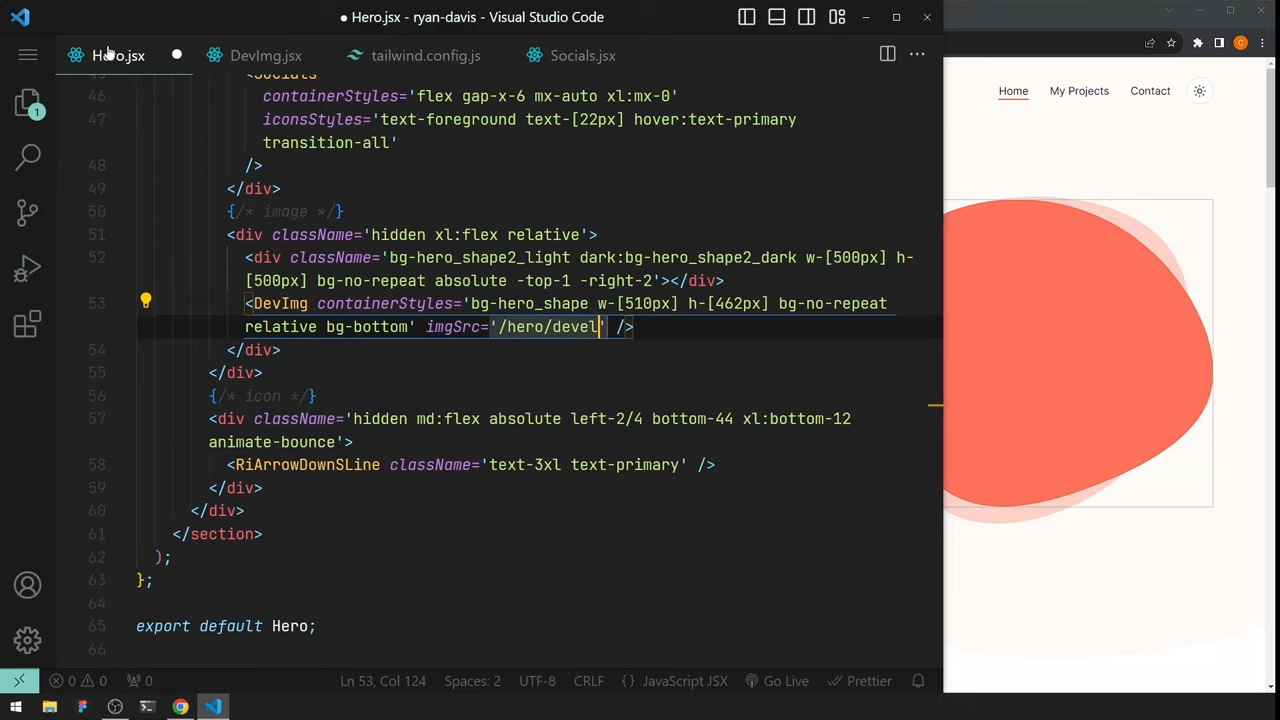 Hero.jsx - ryan-davis - Visual Studio Code
Hero.jsx DevImg.jsx tailwind.config.js Socials.jsx
<Socials
46 containerStyles='flex gap-x-6 mx-auto xl:mx-0'
47 iconsStyles='text-foreground text-[22px] hover:text-primary
transition-all'
48 />
49 </div>
50 {/* image */}
51 <div className='hidden xl:flex relative'>
52 <div className='bg-hero_shape2_light dark:bg-hero_shape2_dark w-[500px] h-
[500px] bg-no-repeat absolute -top-1 -right-2'></div>
53 <DevImg containerStyles='bg-hero_shape w-[510px] h-[462px] bg-no-repeat
relative bg-bottom' imgSrc='/hero/devel' />
54 </div>
55 </div>
56 {/* icon */}
57 <div className='hidden md:flex absolute left-2/4 bottom-44 xl:bottom-12
animate-bounce'>
58 <RiArrowDownSLine className='text-3xl text-primary' />
59 </div>
60 </div>
61 </section>
62 );
63 };
64
65 export default Hero;
66
1
0 0 0 Ln 53, Col 124 Spaces: 2 UTF-8 CRLF {} JavaScript JSX Go Live Prettier
C
Home My Projects Contact